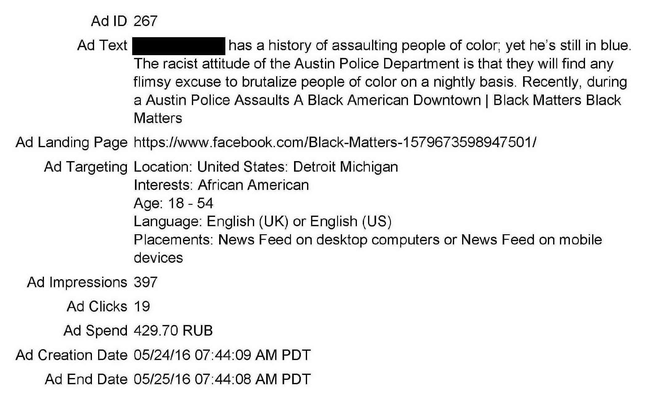 Ad ID 267
Ad Text has a history of assaulting people of color; yet he's still in blue.
The racist attitude of the Austin Police Department is that they will find any
flimsy excuse to brutalize people of color on a nightly basis. Recently, during
a Austin Police Assaults A Black American Downtown | Black Matters Black
Matters
Ad Landing Page https://www.facebook.com/Black-Matters-1579673598947501/
Ad Targeting Location: United States: Detroit Michigan
Interests: African American
Age: 18 - 54
Language: English (UK) or English (US)
Placements: News Feed on desktop computers or News Feed on mobile
devices
Ad Impressions 397
Ad Clicks 19
Ad Spend 429.70 RUB
Ad Creation Date 05/24/16 07:44:09 AM PDT
Ad End Date 05/25/16 07:44:08 AM PDT